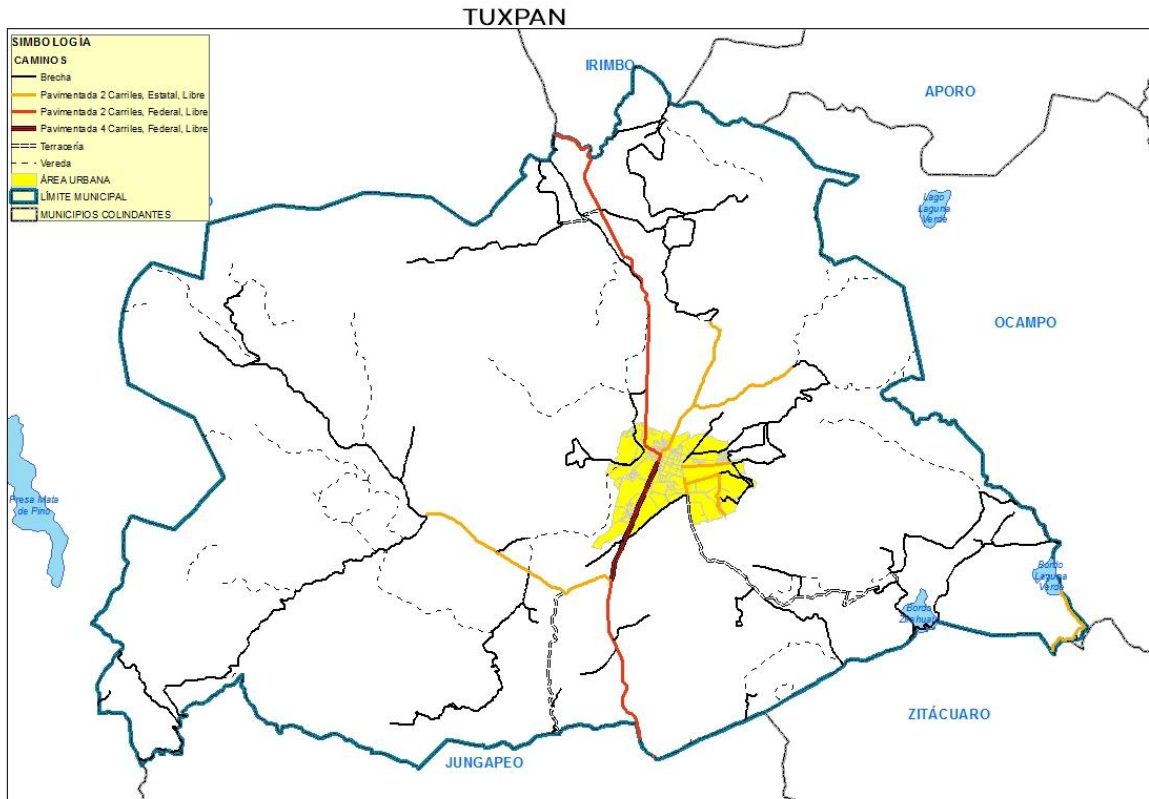 TUXPAN
SIMBOLOGÍA
CAMINOS
Brecha
Pavimentada 2 Carriles, Estatal, Libre
Pavimentada 2 Carriles, Federal, Libre
Pavimentada 4 Carriles, Federal, Libre
Terracería
Vereda
ÁREA URBANA
LÍMITE MUNICIPAL
MUNICIPIOS COLINDANTES
IRIMBO
APORO
Lago
Laguna
Verde
OCAMPO
Presa Mata
de Pino
Bordo
Laguna
Verde
Bordo
ZITÁCUARO
JUNGAPEO